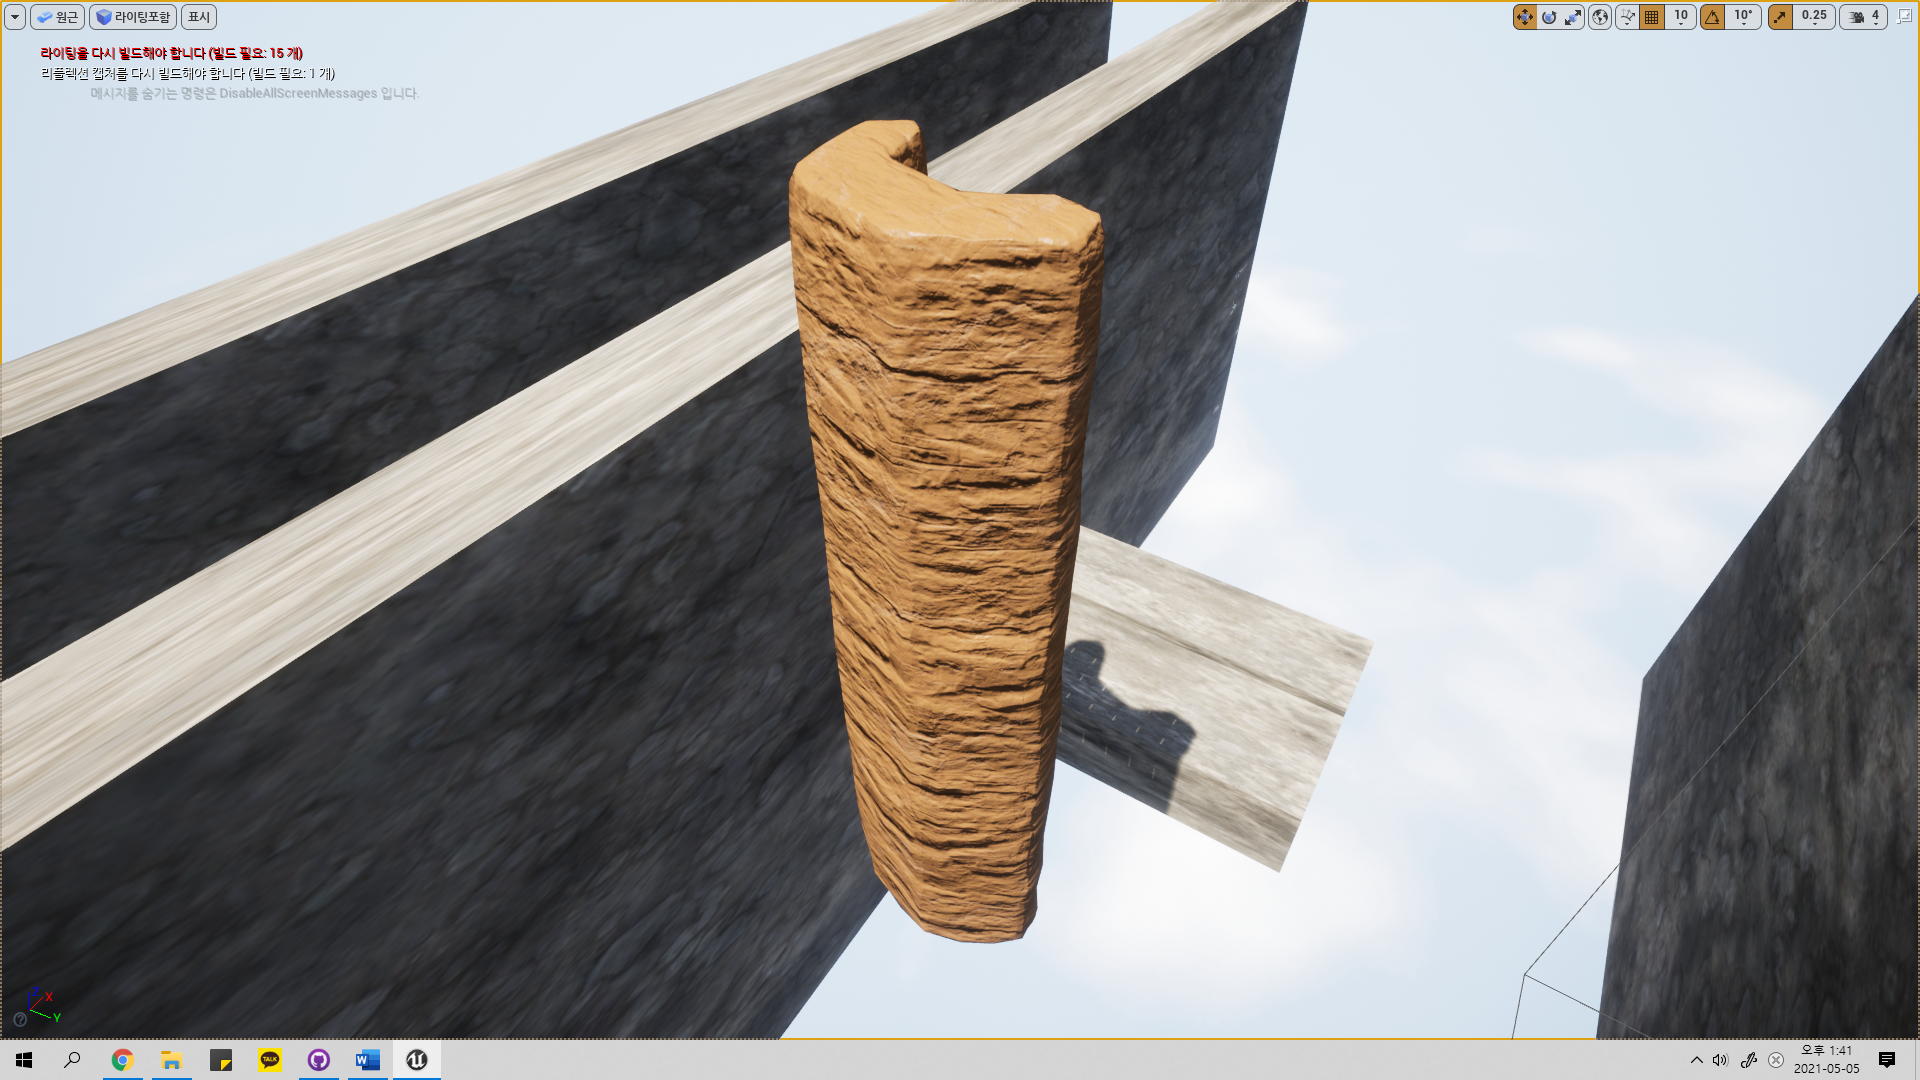 원근 라이팅포함 표시 10 10° 0.25 4
라이팅을 다시 빌드해야 합니다 (빌드 필요: 15 개)
리플렉션 캡처를 다시 빌드해야 합니다 (빌드 필요: 1 개)
메시지를 숨기는 명령은 DisableAllScreenMessages 입니다.
Z
X
Y
?
TALK
W
오후 1:41
2021-05-05